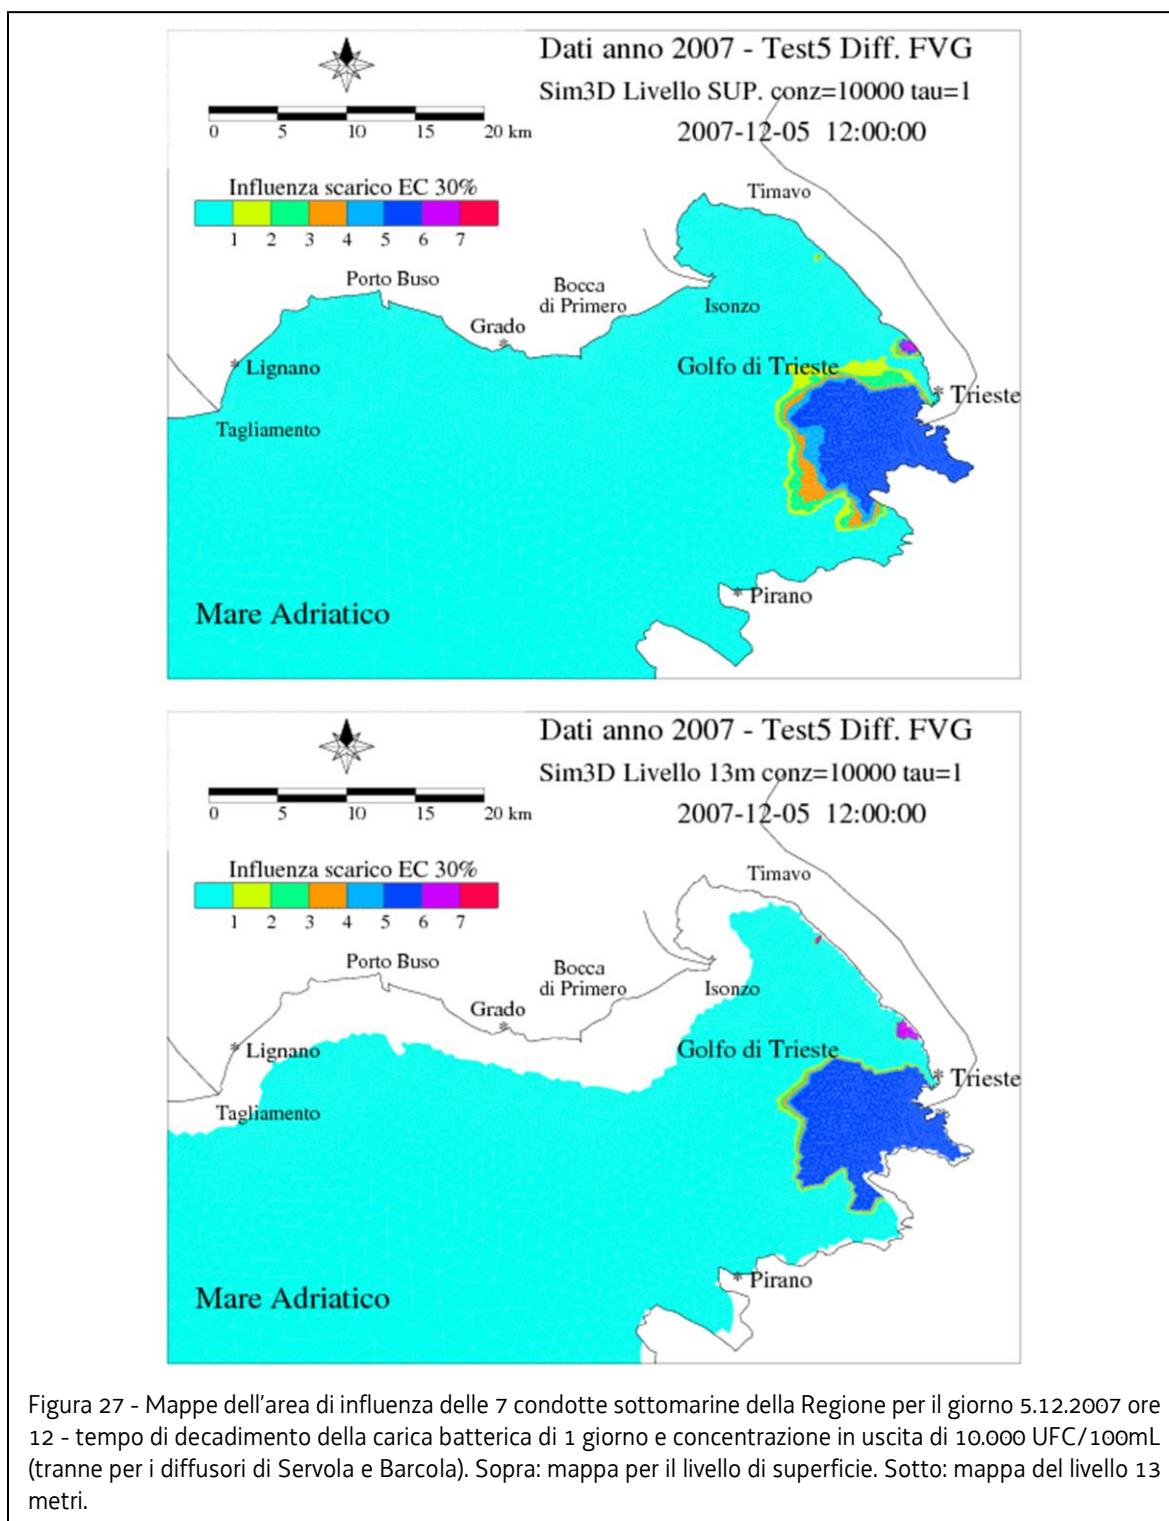 Dati anno 2007 - Test5 Diff. FVG
Sim3D Livello SUP. conz=10000 tau=1
2007-12-05 12:00:00
0 5 10 15 20 km
Influenza scarico EC 30%
1 2 3 4 5 6 7
Timavo
Porto Buso
Bocca
di Primero
Isonzo
Grado
* Lignano
Golfo di Trieste
* Trieste
Tagliamento
* Pirano
Mare Adriatico
Dati anno 2007 - Test5 Diff. FVG
Sim3D Livello 13m conz=10000 tau=1
2007-12-05 12:00:00
0 5 10 15 20 km
Influenza scarico EC 30%
1 2 3 4 5 6 7
Timavo
Porto Buso
Bocca
di Primero
Isonzo
Grado
* Lignano
Golfo di Trieste
* Trieste
Tagliamento
* Pirano
Mare Adriatico
Figura 27 - Mappe dell'area di influenza delle 7 condotte sottomarine della Regione per il giorno 5.12.2007 ore
12 - tempo di decadimento della carica batterica di 1 giorno e concentrazione in uscita di 10.000 UFC/100mL
(tranne per i diffusori di Servola e Barcola). Sopra: mappa per il livello di superficie. Sotto: mappa del livello 13
metri.